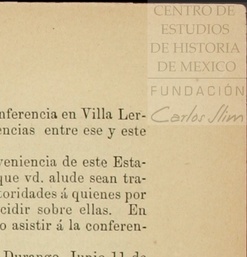 CENTRO DE
ESTUDIOS
DE HISTORIA
DE MEXICO
FUNDACIÓN
Carlos Slim
nferencia en Villa Ler-
encias entre ese y este
veniencia de este Esta-
que vd. alude sean tra-
toridades á quienes por
cidir sobre ellas. En
o asistir á la conferen-
Durango, Junio 11 de